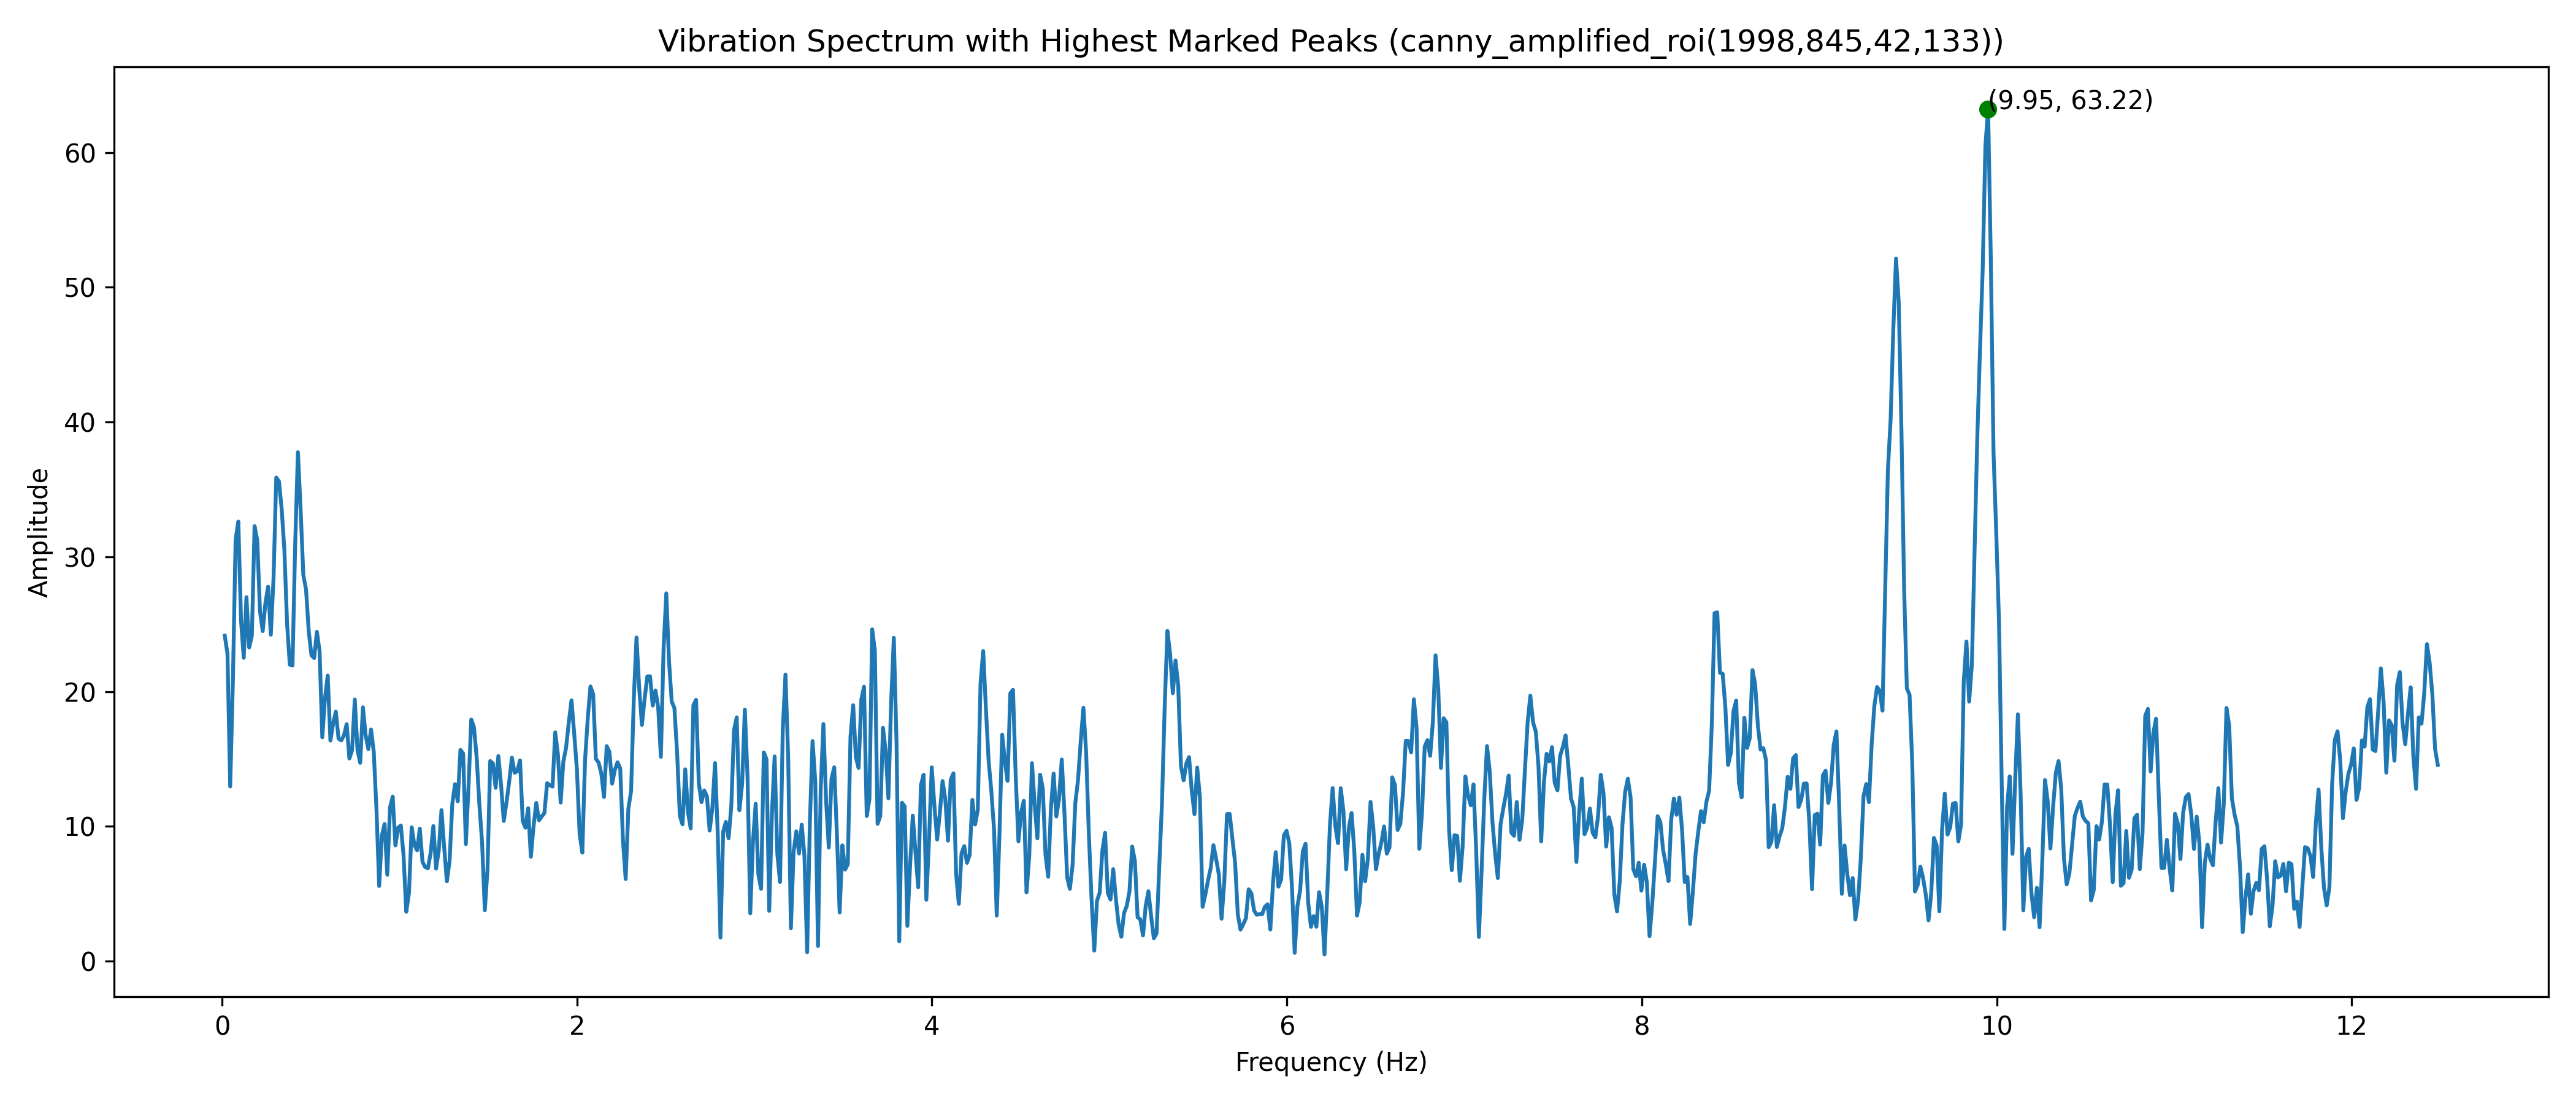 Vibration Spectrum with Highest Marked Peaks (canny_amplified_roi(1998,845,42,133))
(9.95, 63.22)
60
50
40
30
20
10
0
Amplitude
0 2 4 6 8 10 12
Frequency (Hz)